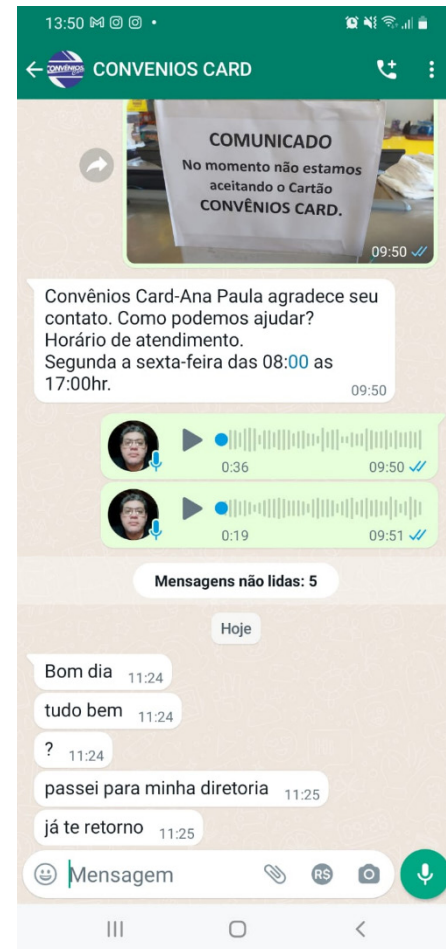 13:50
CONVENIOS CARD
CONVÊNIOS
COMUNICADO
No momento não estamos
aceitando o Cartão
CONVÊNIOS CARD.
09:50
Convênios Card-Ana Paula agradece seu
contato. Como podemos ajudar?
Horário de atendimento.
Segunda a sexta-feira das 08:00 as
17:00hr.
09:50
0:36
09:50
0:19
09:51
Mensagens não lidas: 5
Hoje
Bom dia 11:24
tudo bem 11:24
? 11:24
passei para minha diretoria 11:25
já te retorno 11:25
Mensagem
R$